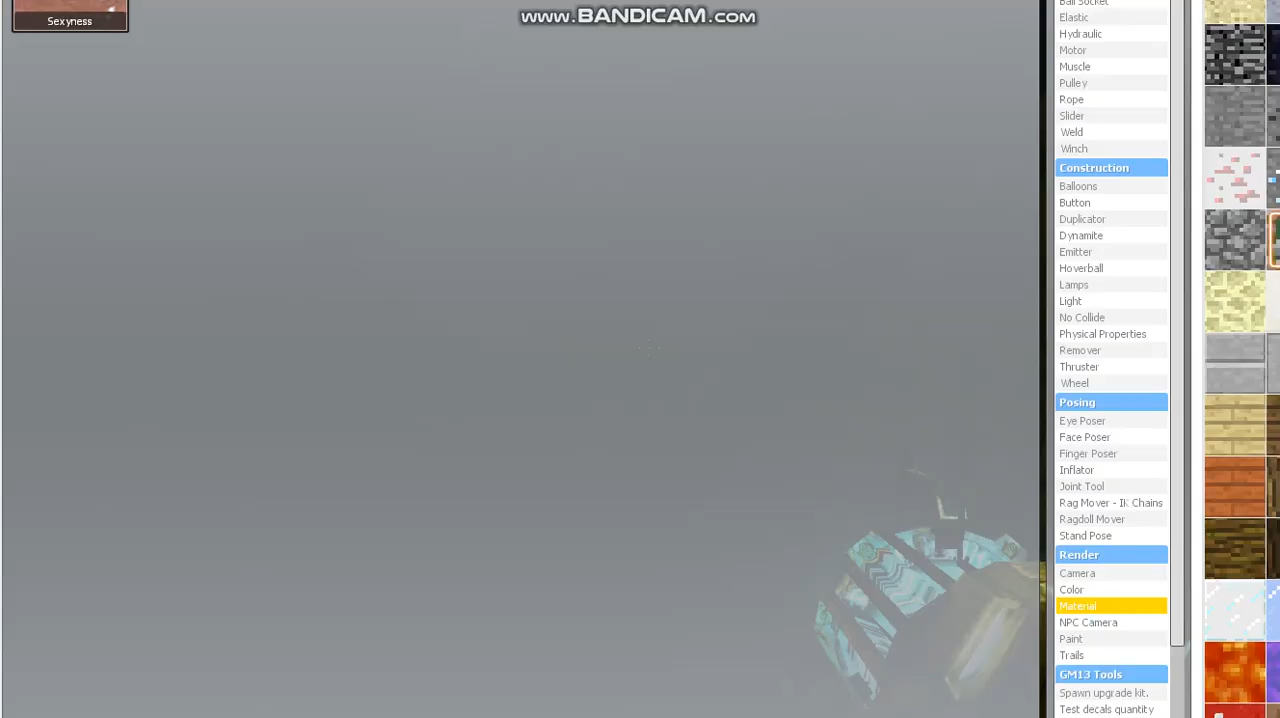 Sexyness
www.BANDICAM.com
Ball Socket
Elastic
Hydraulic
Motor
Muscle
Pulley
Rope
Slider
Weld
Winch
Construction
Balloons
Button
Duplicator
Dynamite
Emitter
Hoverball
Lamps
Light
No Collide
Physical Properties
Remover
Thruster
Wheel
Posing
Eye Poser
Face Poser
Finger Poser
Inflator
Joint Tool
Rag Mover - IK Chains
Ragdoll Mover
Stand Pose
Render
Camera
Color
Material
NPC Camera
Paint
Trails
GM13 Tools
Spawn upgrade kit.
Test decals quantity